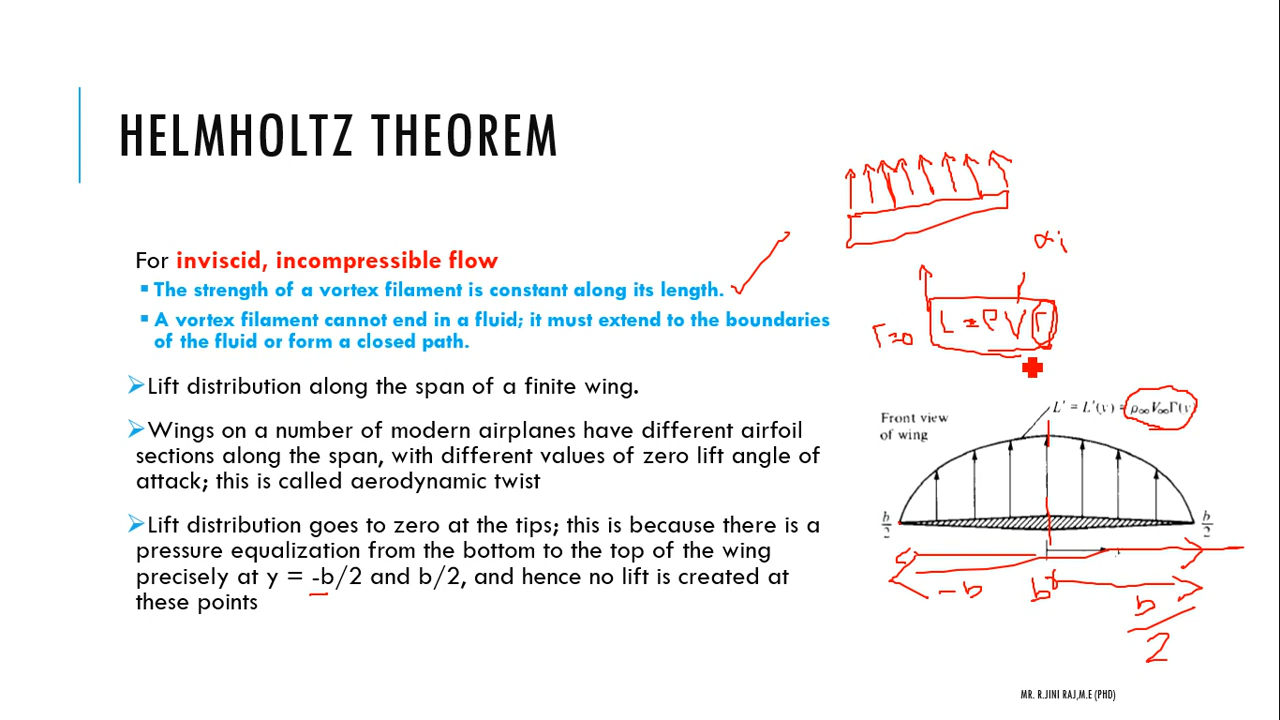 HELMHOLTZ THEOREM
For inviscid, incompressible flow
▪ The strength of a vortex filament is constant along its length.
▪ A vortex filament cannot end in a fluid; it must extend to the boundaries
of the fluid or form a closed path.
➢Lift distribution along the span of a finite wing.
➢Wings on a number of modern airplanes have different airfoil
sections along the span, with different values of zero lift angle of
attack; this is called aerodynamic twist
➢Lift distribution goes to zero at the tips; this is because there is a
pressure equalization from the bottom to the top of the wing
precisely at y = -b/2 and b/2, and hence no lift is created at
these points
αi
Γ=0
L = ρVΓ
Front view
of wing
L' = L'(y) = ρ∞V∞Γ(y)
b/2
b/2
-b
b
b/2
MR. R.JINI RAJ,M.E (PHD)